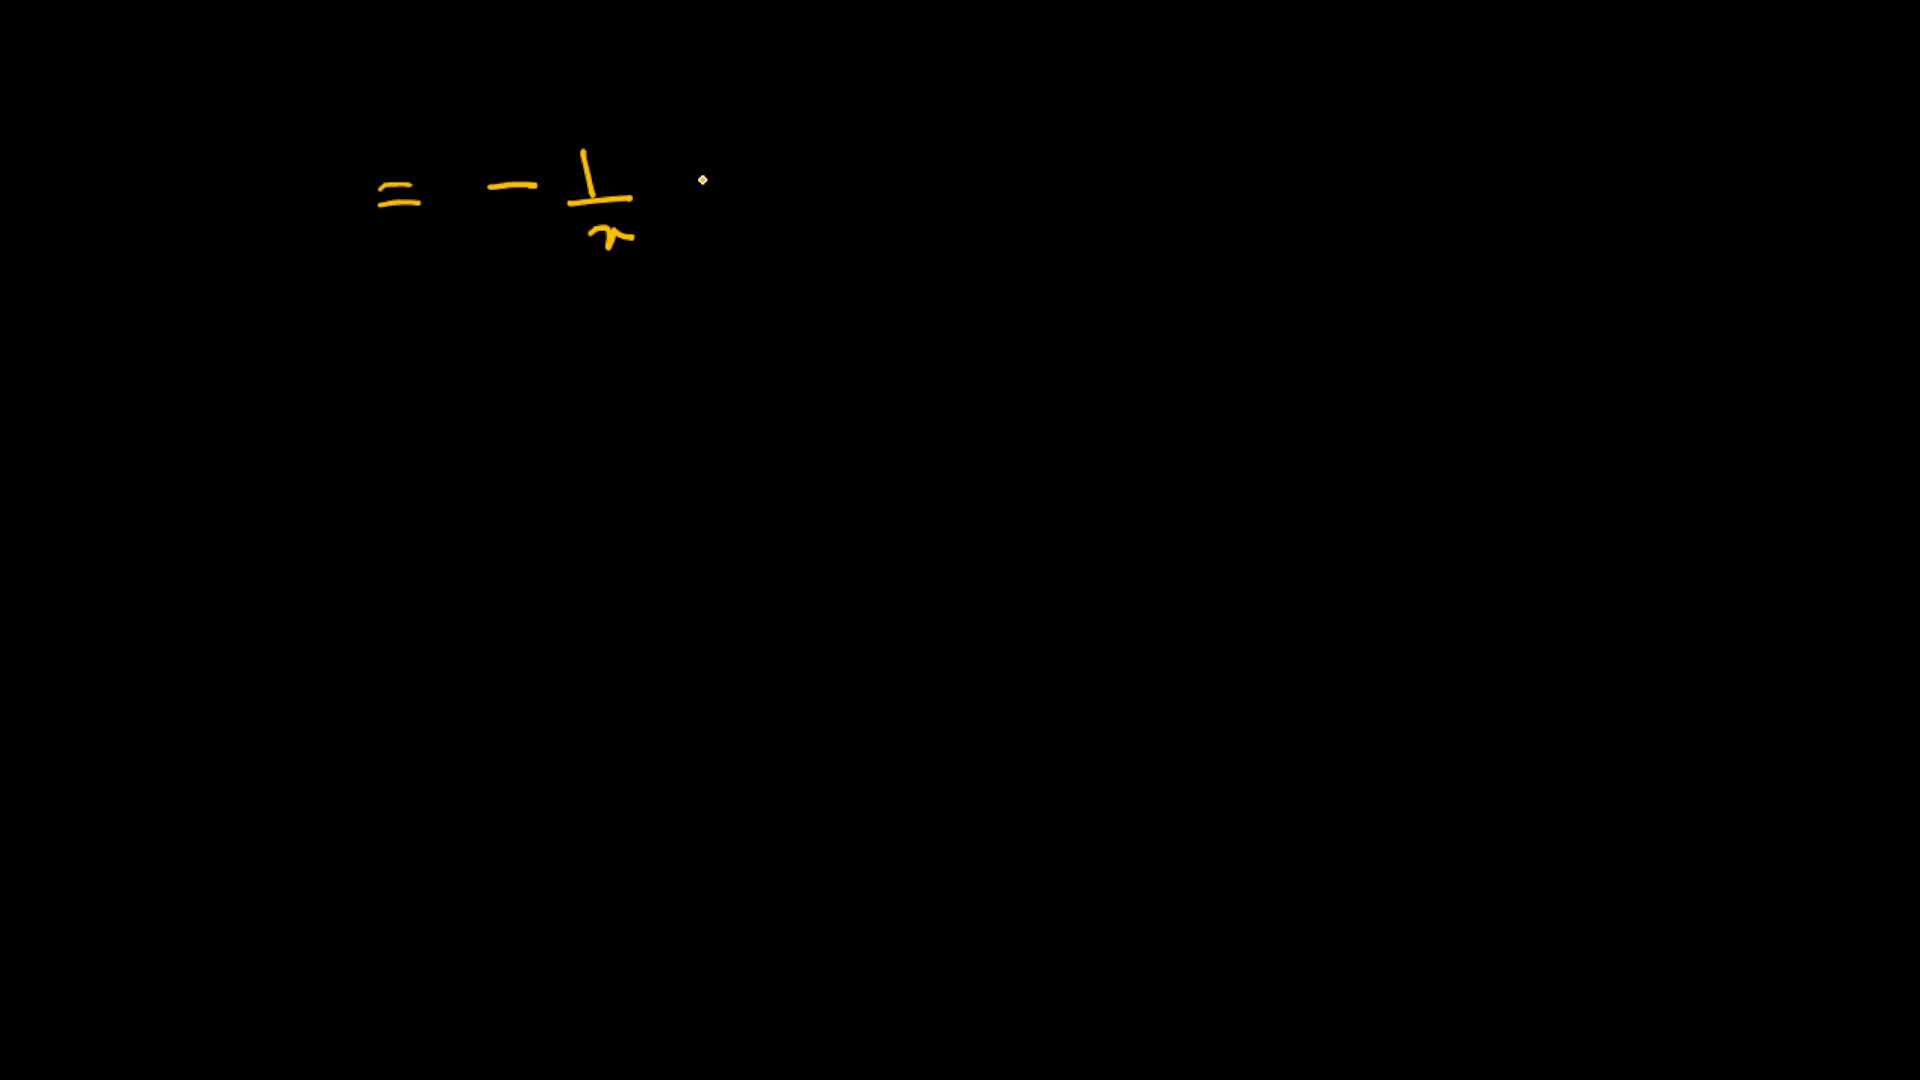 = - 1/x